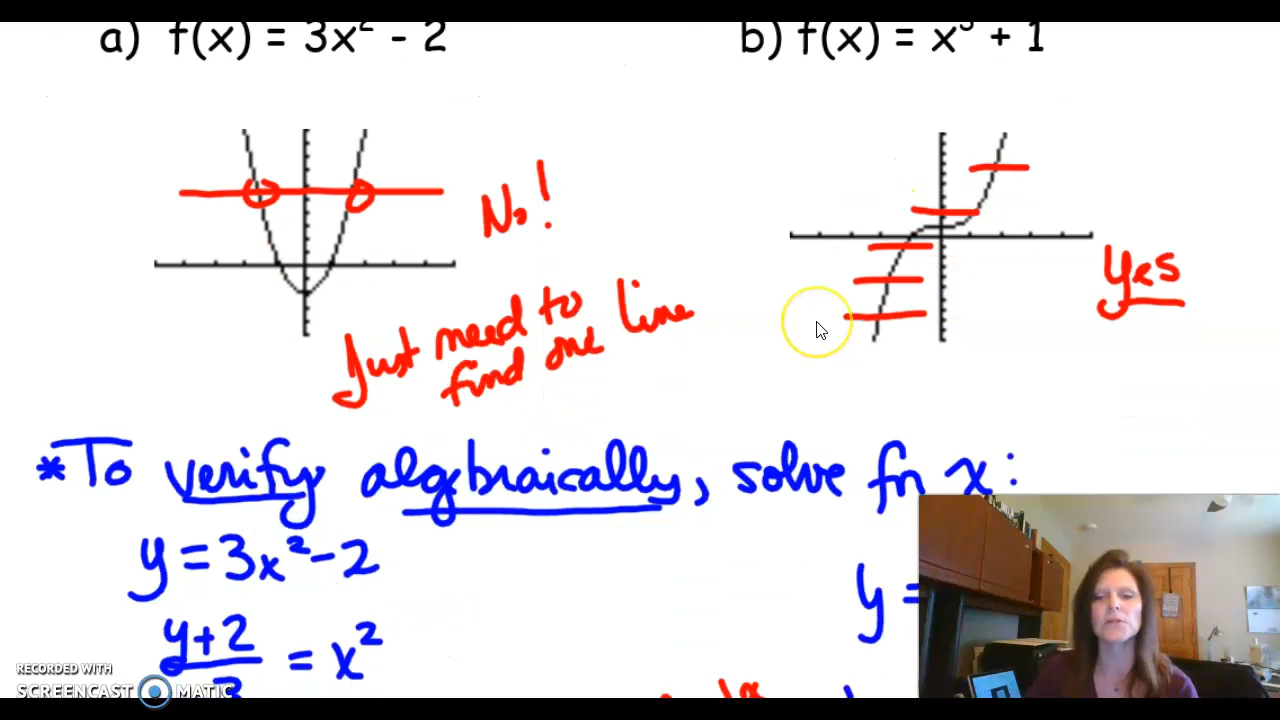 a) f(x) = 3x² - 2
b) f(x) = x³ + 1
No!
Yes
Just need to
find one line
*To verify algebraically, solve for x:
y = 3x² - 2
y =
y + 2 / 3 = x²
RECORDED WITH
SCREENCAST MATIC